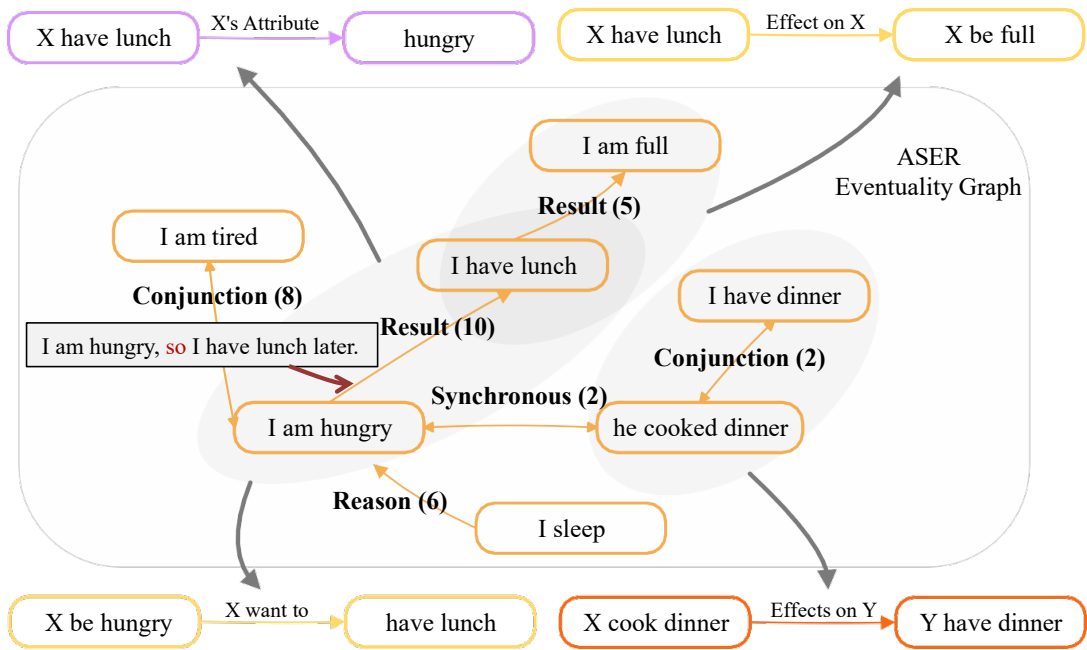 X have lunch
X's Attribute
hungry
X have lunch
Effect on X
X be full
ASER
Eventuality Graph
I am full
Result (5)
I am tired
I have lunch
I have dinner
Conjunction (8)
Result (10)
I am hungry, so I have lunch later.
Conjunction (2)
Synchronous (2)
I am hungry
he cooked dinner
Reason (6)
I sleep
X be hungry
X want to
have lunch
X cook dinner
Effects on Y
Y have dinner